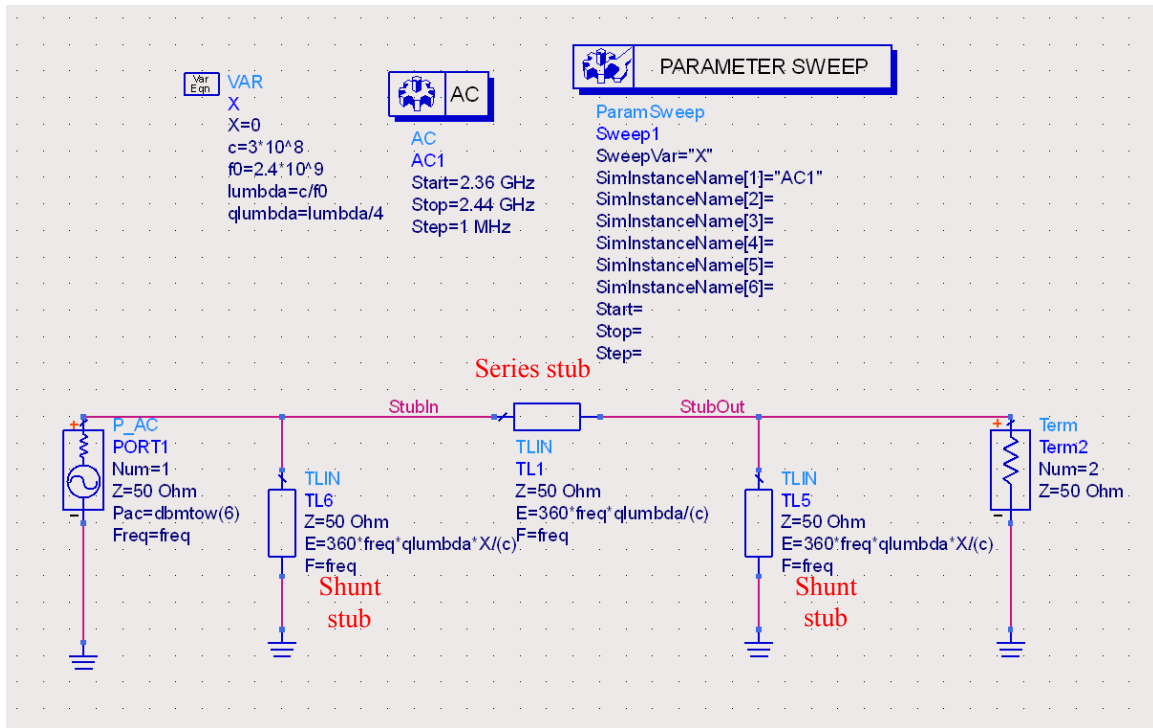 Var
Eqn
VAR
X
X=0
c=3*10^8
f0=2.4*10^9
lumbda=c/f0
qlumbda=lumbda/4
AC
AC
AC1
Start=2.36 GHz
Stop=2.44 GHz
Step=1 MHz
PARAMETER SWEEP
ParamSweep
Sweep1
SweepVar="X"
SimInstanceName[1]="AC1"
SimInstanceName[2]=
SimInstanceName[3]=
SimInstanceName[4]=
SimInstanceName[5]=
SimInstanceName[6]=
Start=
Stop=
Step=
Series stub
StubIn
StubOut
+
P_AC
PORT1
Num=1
Z=50 Ohm
Pac=dbmtow(6)
Freq=freq
-
TLIN
TL6
Z=50 Ohm
E=360*freq*qlumbda*X/(c)
F=freq
Shunt
stub
TLIN
TL1
Z=50 Ohm
E=360*freq*qlumbda/(c)
F=freq
TLIN
TL5
Z=50 Ohm
E=360*freq*qlumbda*X/(c)
F=freq
Shunt
stub
+
Term
Term2
Num=2
Z=50 Ohm
-